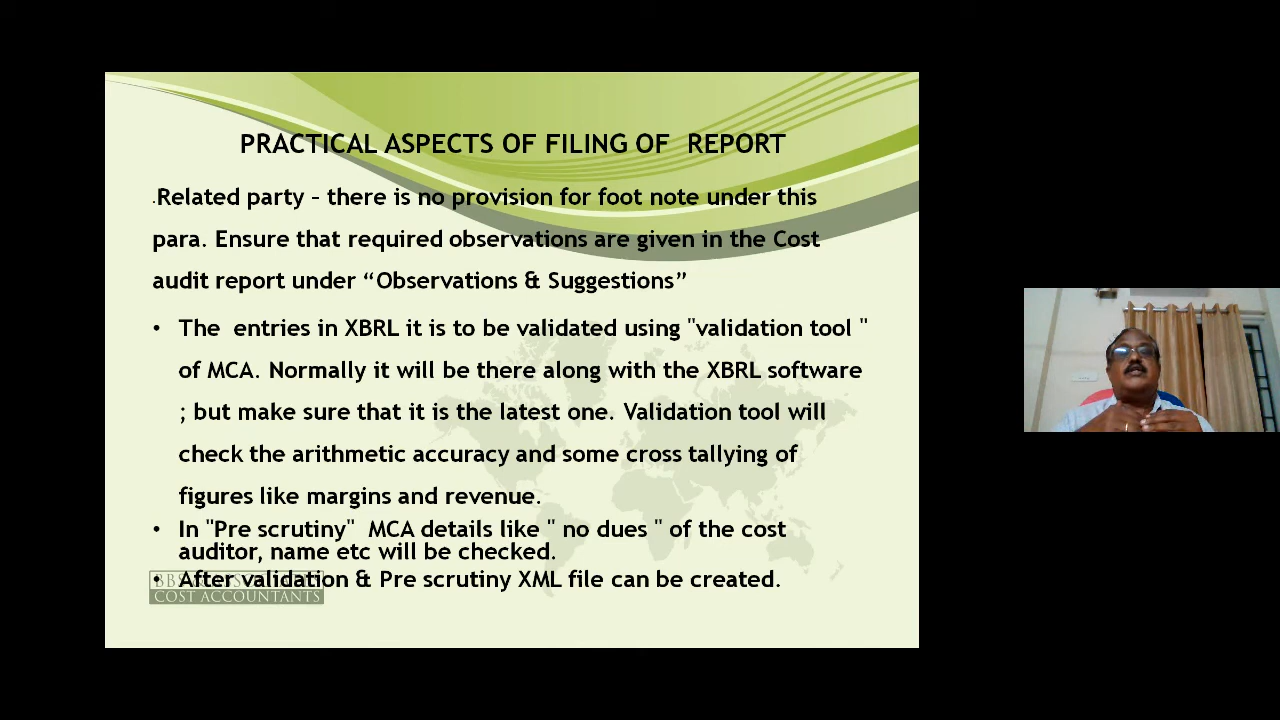 PRACTICAL ASPECTS OF FILING OF  REPORT
.Related party – there is no provision for foot note under this
para. Ensure that required observations are given in the Cost
audit report under “Observations & Suggestions”
• The  entries in XBRL it is to be validated using "validation tool "
of MCA. Normally it will be there along with the XBRL software
; but make sure that it is the latest one. Validation tool will
check the arithmetic accuracy and some cross tallying of
figures like margins and revenue.
• In "Pre scrutiny"  MCA details like " no dues " of the cost
auditor, name etc will be checked.
• After validation & Pre scrutiny XML file can be created.
COST ACCOUNTANTS